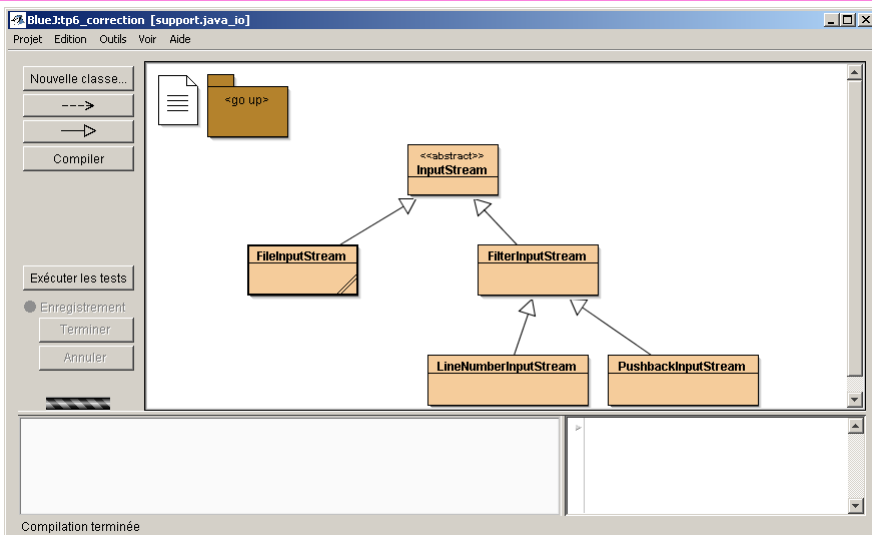 BlueJ:tp6_correction [support.java_io]
Projet Edition Outils Voir Aide
Nouvelle classe...
Compiler
Exécuter les tests
Enregistrement
Terminer
Annuler
<go up>
<<abstract>>
InputStream
FileInputStream
FilterInputStream
LineNumberInputStream
PushbackInputStream
Compilation terminée